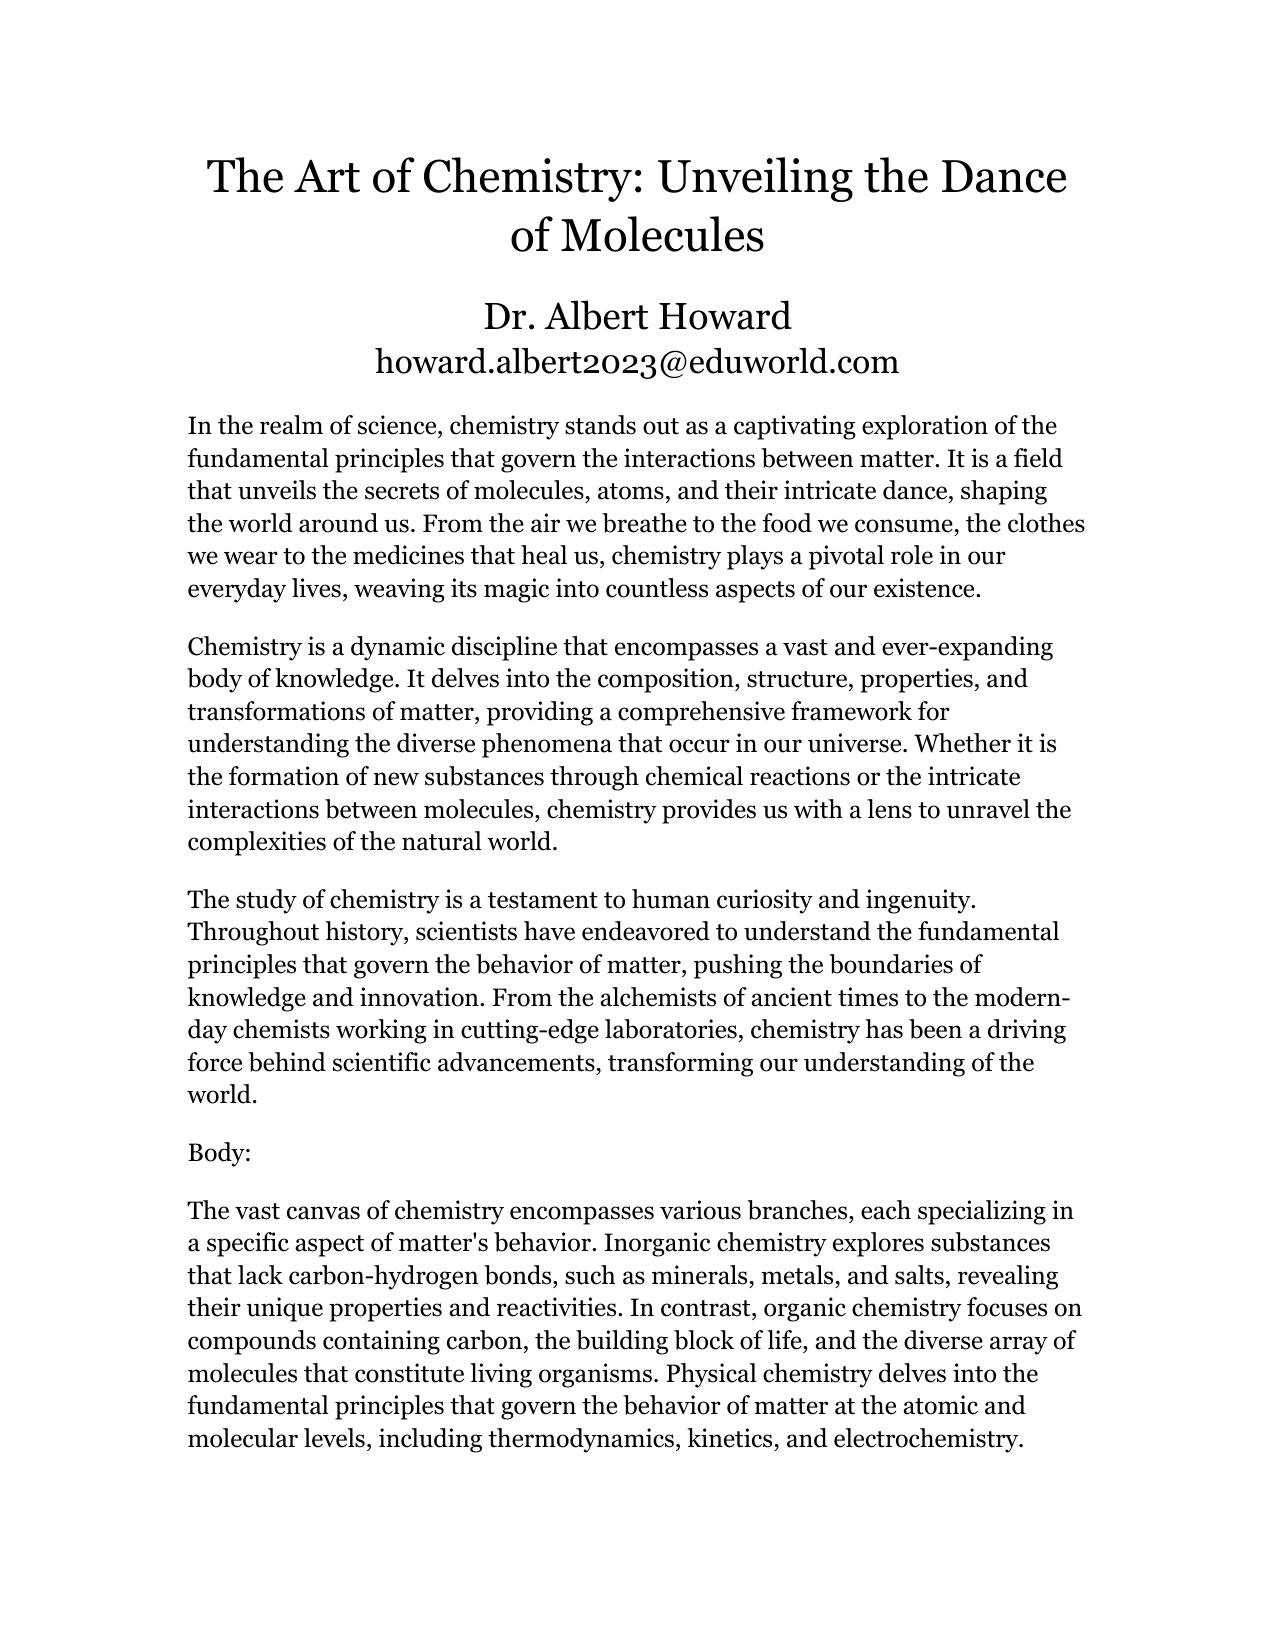 The Art of Chemistry: Unveiling the Dance
of Molecules
Dr. Albert Howard
howard.albert2023@eduworld.com
In the realm of science, chemistry stands out as a captivating exploration of the
fundamental principles that govern the interactions between matter. It is a field
that unveils the secrets of molecules, atoms, and their intricate dance, shaping
the world around us. From the air we breathe to the food we consume, the clothes
we wear to the medicines that heal us, chemistry plays a pivotal role in our
everyday lives, weaving its magic into countless aspects of our existence.
Chemistry is a dynamic discipline that encompasses a vast and ever-expanding
body of knowledge. It delves into the composition, structure, properties, and
transformations of matter, providing a comprehensive framework for
understanding the diverse phenomena that occur in our universe. Whether it is
the formation of new substances through chemical reactions or the intricate
interactions between molecules, chemistry provides us with a lens to unravel the
complexities of the natural world.
The study of chemistry is a testament to human curiosity and ingenuity.
Throughout history, scientists have endeavored to understand the fundamental
principles that govern the behavior of matter, pushing the boundaries of
knowledge and innovation. From the alchemists of ancient times to the modern-
day chemists working in cutting-edge laboratories, chemistry has been a driving
force behind scientific advancements, transforming our understanding of the
world.
Body:
The vast canvas of chemistry encompasses various branches, each specializing in
a specific aspect of matter's behavior. Inorganic chemistry explores substances
that lack carbon-hydrogen bonds, such as minerals, metals, and salts, revealing
their unique properties and reactivities. In contrast, organic chemistry focuses on
compounds containing carbon, the building block of life, and the diverse array of
molecules that constitute living organisms. Physical chemistry delves into the
fundamental principles that govern the behavior of matter at the atomic and
molecular levels, including thermodynamics, kinetics, and electrochemistry.